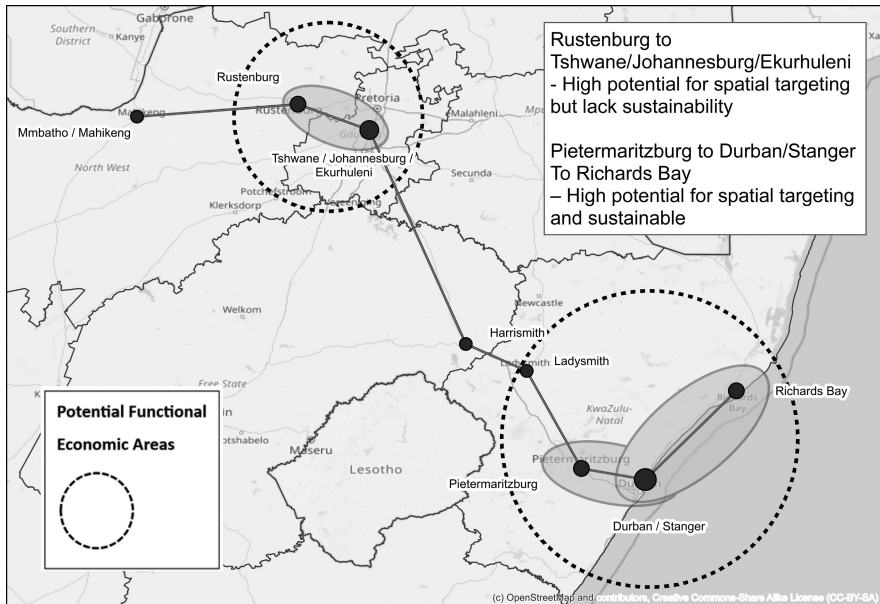 Gaborone
Southern
District
Kanye
Rustenburg to
Tshwane/Johannesburg/Ekurhuleni
- High potential for spatial targeting
but lack sustainability
Pietermaritzburg to Durban/Stanger
To Richards Bay
– High potential for spatial targeting
and sustainable
Rustenburg
Pretoria
Mmbatho / Mahikeng
Malahleni
Tshwane / Johannesburg /
Ekurhuleni
North West
Secunda
Potchefstroom
Klerksdorp
Vereeniging
Newcastle
Welkom
Harrismith
Ladysmith
Ladysmith
Free State
Richards Bay
Richards
Bay
KwaZulu-
Natal
Potential Functional
Economic Areas
Maseru
Lesotho
Pietermaritzburg
Pietermaritzburg
Durban / Stanger
(c) OpenStreetMap and contributors, Creative Commons-Share Alike License (CC-BY-SA)